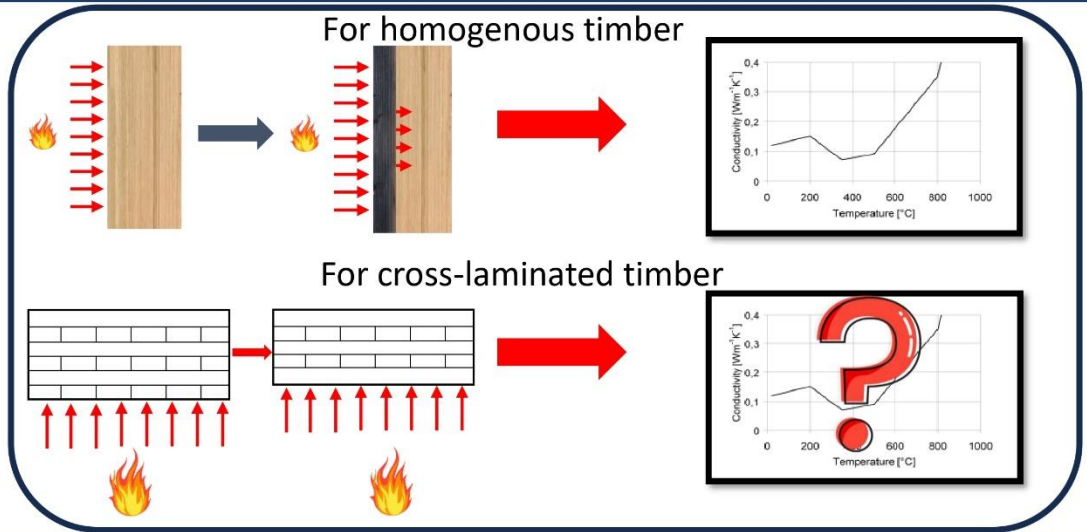 For homogenous timber
Conductivity [Wm⁻¹K⁻¹]
0,4
0,3
0,2
0,1
0
0 200 400 600 800 1000
Temperature [°C]
For cross-laminated timber
Conductivity [Wm⁻¹K⁻¹]
0,4
0,3
0,2
0,1
0
0 200 600 800 1000
Temperature [°C]
?